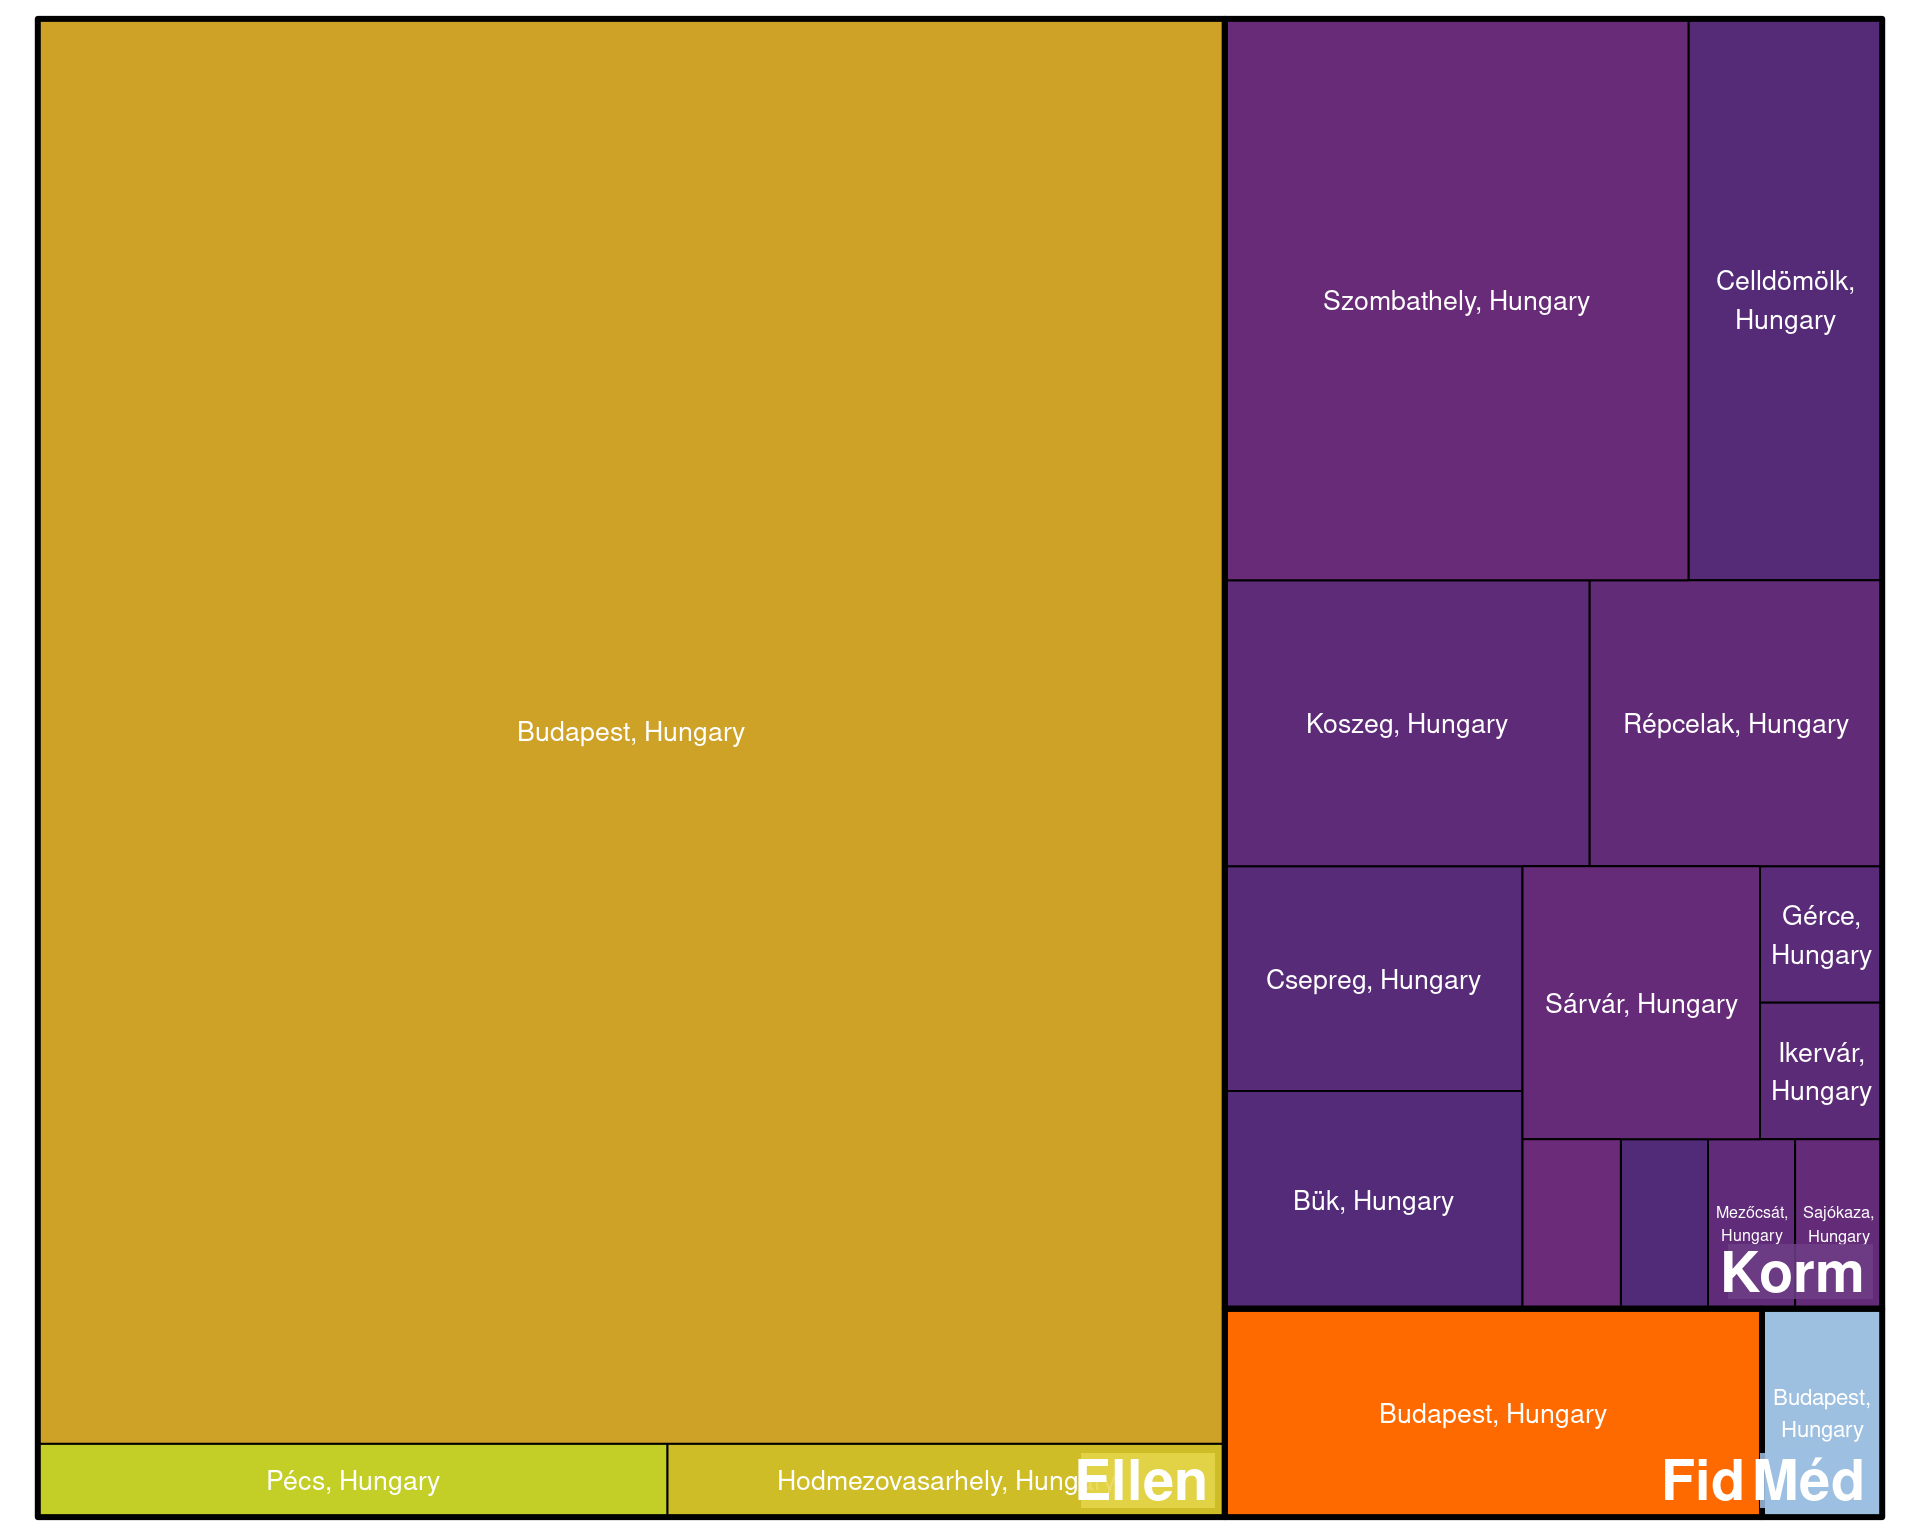 Budapest, Hungary
Pécs, Hungary
Hodmezovasarhely, Hungary
Ellen
Szombathely, Hungary
Celldömölk,
Hungary
Koszeg, Hungary
Répcelak, Hungary
Csepreg, Hungary
Sárvár, Hungary
Gérce,
Hungary
Ikervár,
Hungary
Bük, Hungary
Mezőcsát,
Hungary
Sajókaza,
Hungary
Korm
Budapest, Hungary
Fid
Budapest,
Hungary
Méd